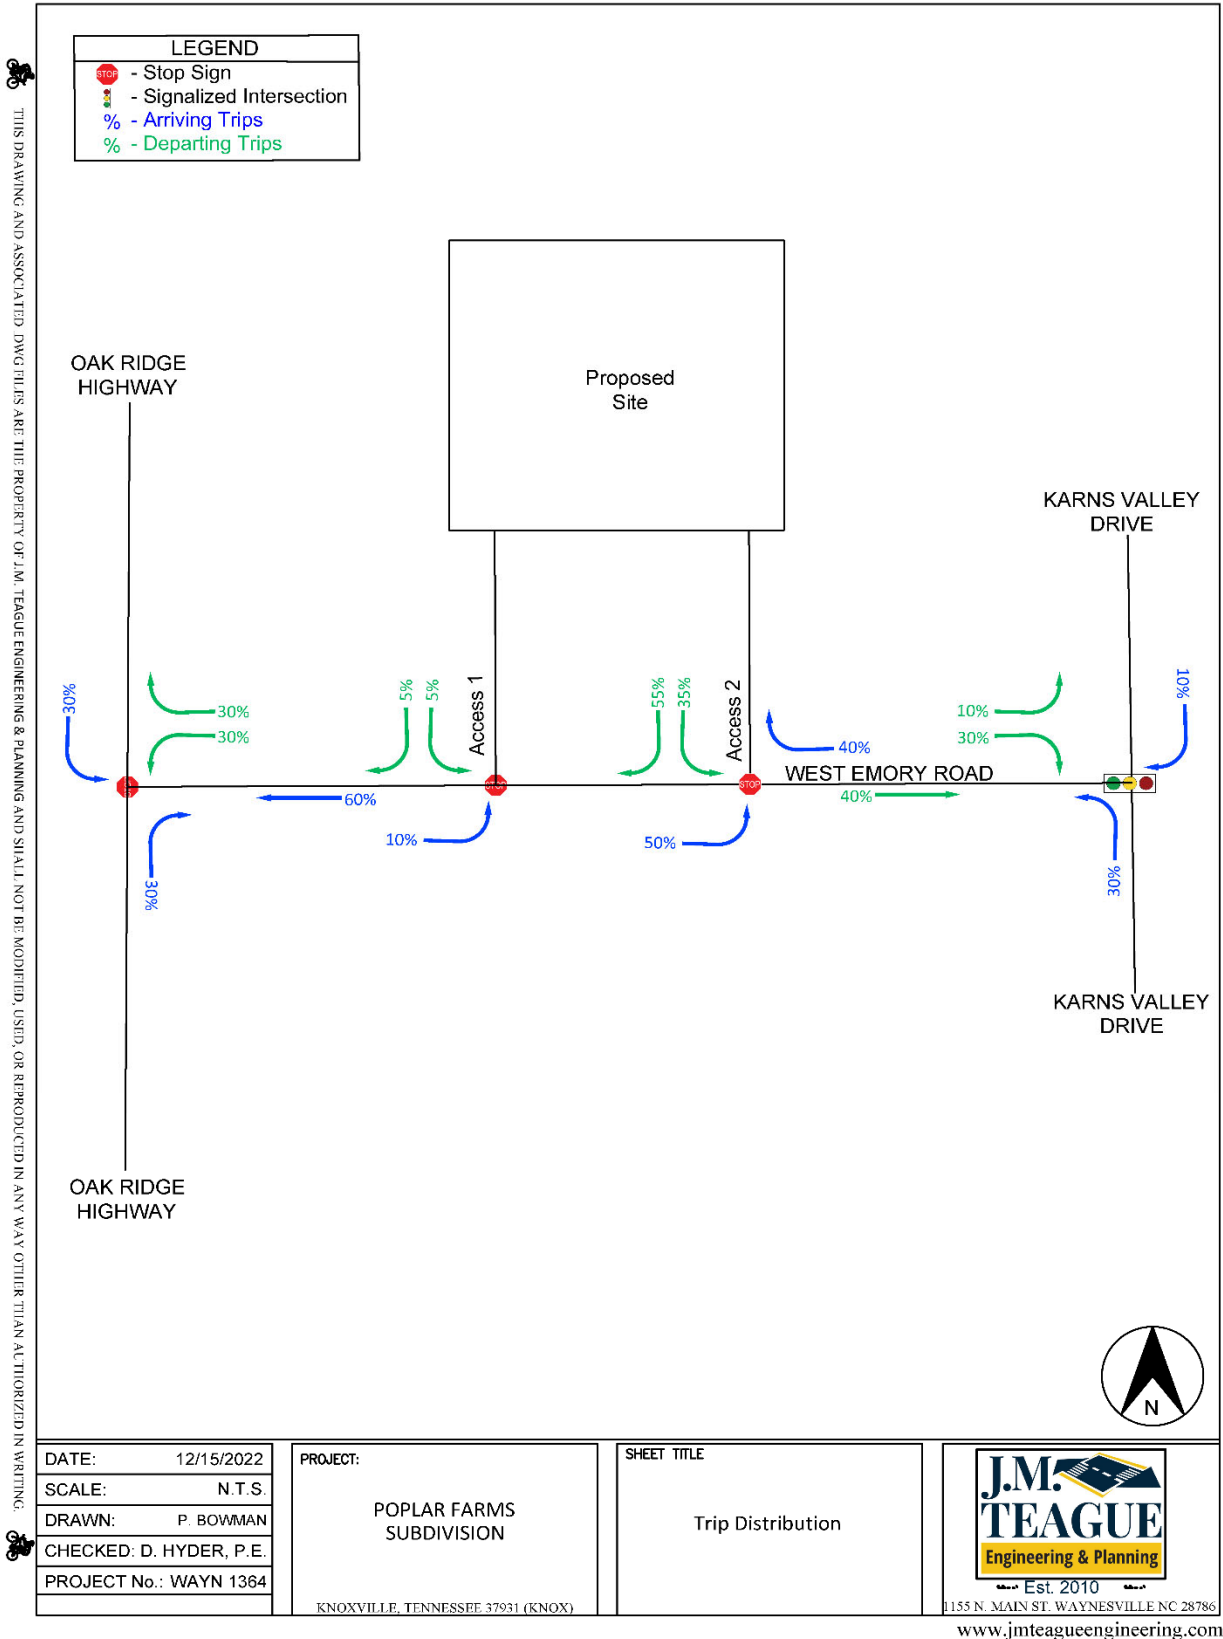 LEGEND
STOP - Stop Sign
- Signalized Intersection
% - Arriving Trips
% - Departing Trips
THIS DRAWING AND ASSOCIATED .DWG FILES ARE THE PROPERTY OF J.M. TEAGUE ENGINEERING & PLANNING AND SHALL NOT BE MODIFIED, USED, OR REPRODUCED IN ANY WAY OTHER THAN AUTHORIZED IN WRITING.
Proposed
Site
OAK RIDGE
HIGHWAY
KARNS VALLEY
DRIVE
30%
30%
30%
5%
5%
Access 1
55%
35%
Access 2
40%
10%
30%
10%
WEST EMORY ROAD
STOP
STOP
60%
40%
10%
50%
30%
30%
KARNS VALLEY
DRIVE
OAK RIDGE
HIGHWAY
N
DATE: 12/15/2022
SCALE: N.T.S.
DRAWN: P. BOWMAN
CHECKED: D. HYDER, P.E.
PROJECT No.: WAYN 1364
PROJECT:
POPLAR FARMS
SUBDIVISION
KNOXVILLE, TENNESSEE 37931 (KNOX)
SHEET TITLE
Trip Distribution
J.M.
TEAGUE
Engineering & Planning
Est. 2010
1155 N. MAIN ST. WAYNESVILLE NC 28786
www.jmteagueengineering.com